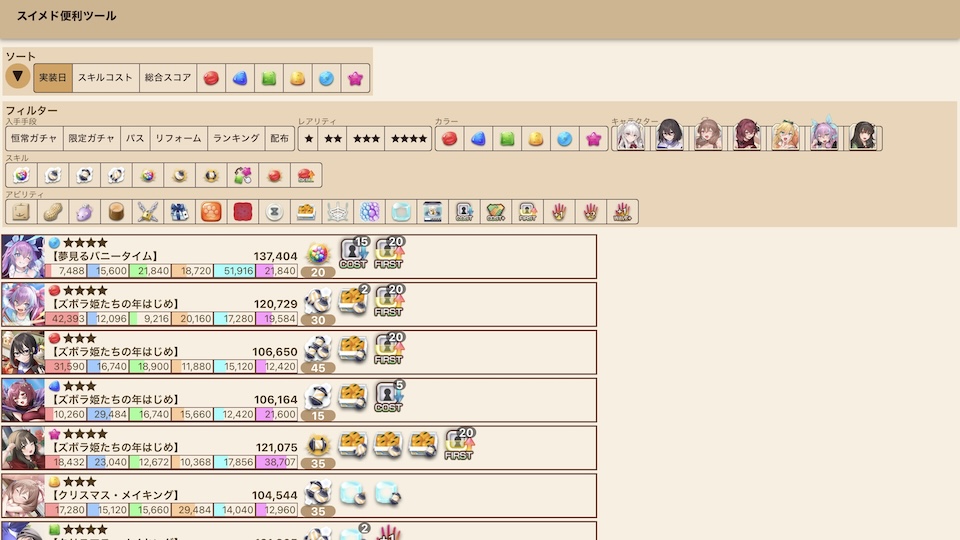 スイメド便利ツール
ソート
▼ 実装日 スキルコスト 総合スコア
フィルター
入手手段 レアリティ カラー キャラクター
恒常ガチャ 限定ガチャ パス リフォーム ランキング 配布 ★ ★★ ★★★ ★★★★
スキル
アビリティ
★★★★
【夢見るバニータイム】 137,404
7,488 15,600 21,840 18,720 51,916 21,840
20 15 COST 20 FIRST
★★★★
【ズボラ姫たちの年はじめ】 120,729
42,393 12,096 9,216 20,160 17,280 19,584
30 2 20 FIRST
★★★
【ズボラ姫たちの年はじめ】 106,650
31,590 16,740 18,900 11,880 15,120 12,420
45 20 FIRST
★★★
【ズボラ姫たちの年はじめ】 106,164
10,260 29,484 16,740 15,660 12,420 21,600
15 5 COST
★★★★
【ズボラ姫たちの年はじめ】 121,075
18,432 23,040 12,672 10,368 17,856 38,707
35 20 FIRST
★★★
【クリスマス・メイキング】 104,544
17,280 15,120 15,660 29,484 14,040 12,960
35
★★★★
2